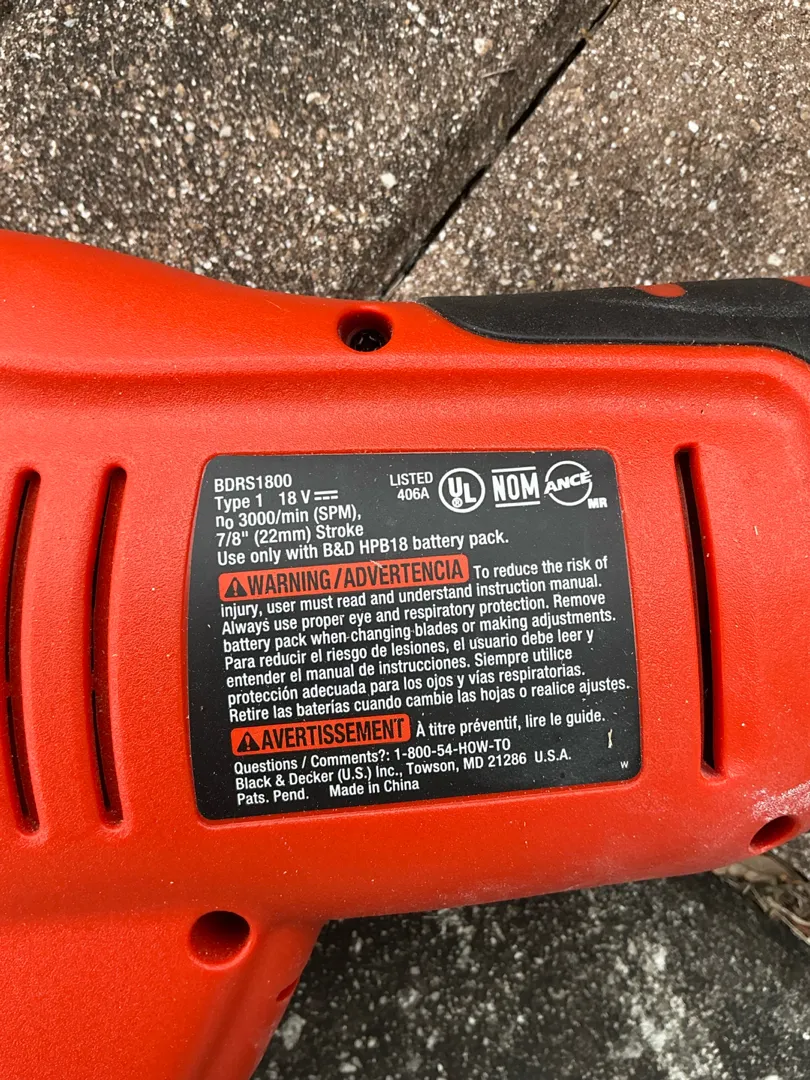 BDRS1800
Type 1 18 V
LISTED
406A
UL
®
NOM
ANCE
MR
no 3000/min (SPM),
7/8" (22mm) Stroke
Use only with B&D HPB18 battery pack.
WARNING/ADVERTENCIA To reduce the risk of
injury, user must read and understand instruction manual.
Always use proper eye and respiratory protection. Remove
battery pack when changing blades or making adjustments.
Para reducir el riesgo de lesiones, el usuario debe leer y
entender el manual de instrucciones. Siempre utilice
protección adecuada para los ojos y vías respiratorias.
Retire las baterías cuando cambie las hojas o realice ajustes.
AVERTISSEMENT À titre préventif, lire le guide.
Questions / Comments?: 1-800-54-HOW-TO
Black & Decker (U.S.) Inc., Towson, MD 21286 U.S.A.
Pats. Pend. Made in China
W